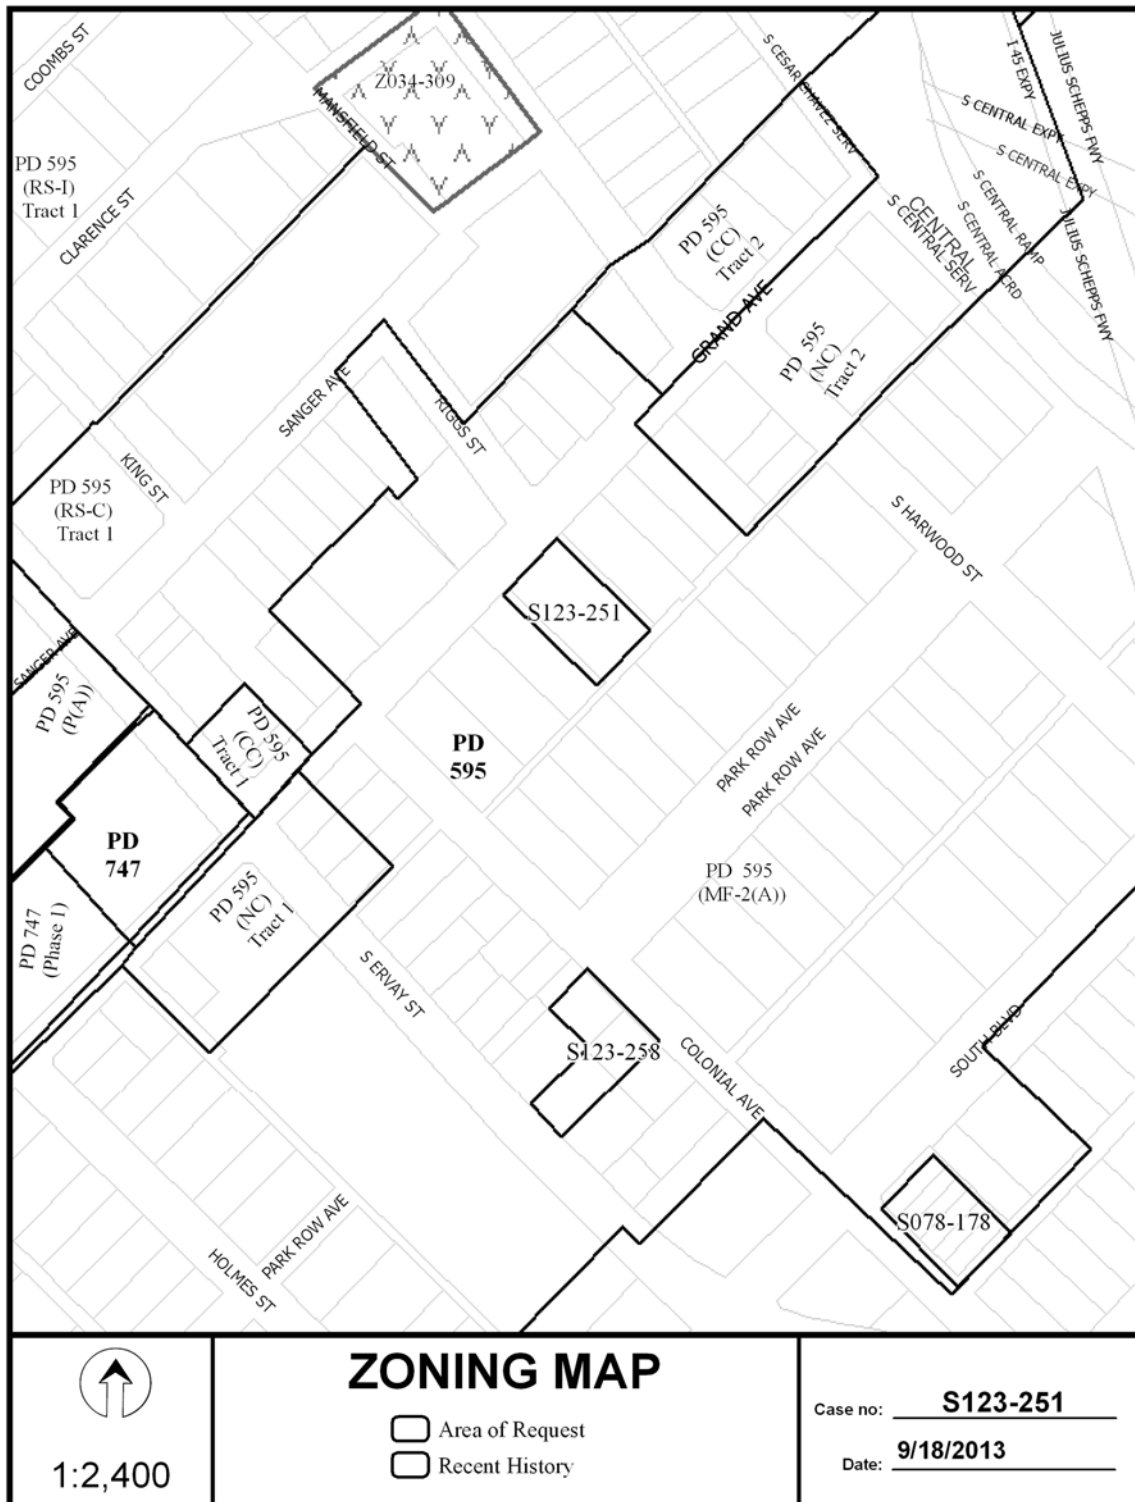 COOMBS ST
Z034-309
MANSFIELD ST
S CESAR CHAVEZ SERV
I 45 EXPY
JULIUS SCHEPPS FWY
S CENTRAL EXPY
S CENTRAL EXPY
PD 595
(RS-I)
Tract 1
CLARENCE ST
PD 595
(CC)
Tract 2
CENTRAL
S CENTRAL SERV
S CENTRAL RAMP
S CENTRAL ACRD
JULIUS SCHEPPS FWY
GRAND AVE
PD 595
(NC)
Tract 2
SANGER AVE
RIGGS ST
KING ST
PD 595
(RS-C)
Tract 1
S HARWOOD ST
S123-251
SANGER AVE
PD 595
(P(A))
PD 595
(CC)
Tract 1
PD
595
PARK ROW AVE
PARK ROW AVE
PD
747
PD 595
(MF-2(A))
PD 595
(NC)
Tract 1
PD 747
(Phase 1)
S ERVAY ST
S123-258
COLONIAL AVE
SOUTH BLVD
S078-178
PARK ROW AVE
HOLMES ST
1:2,400
ZONING MAP
Area of Request
Recent History
Case no: S123-251
Date: 9/18/2013